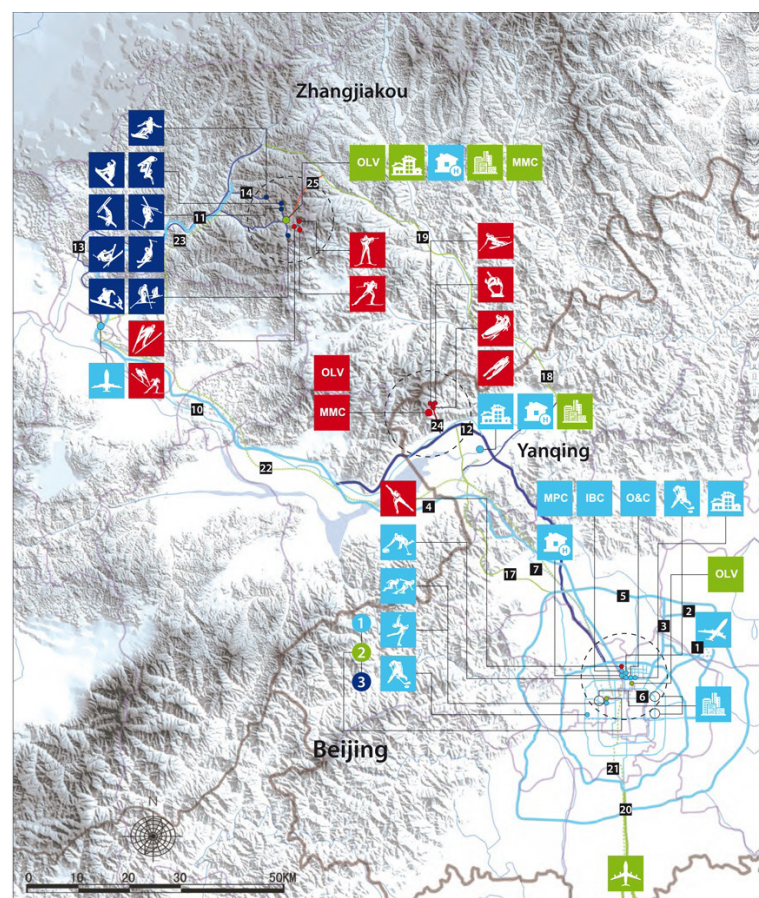 Zhangjiakou
OLV
H
MMC
14
25
11
13
23
19
OLV
MMC
18
10
24
12
H
Yanqing
22
4
MPC
IBC
O&C
H
7
17
5
OLV
2
3
1
1
2
3
6
Beijing
21
20
N
0 10 20 30 50KM